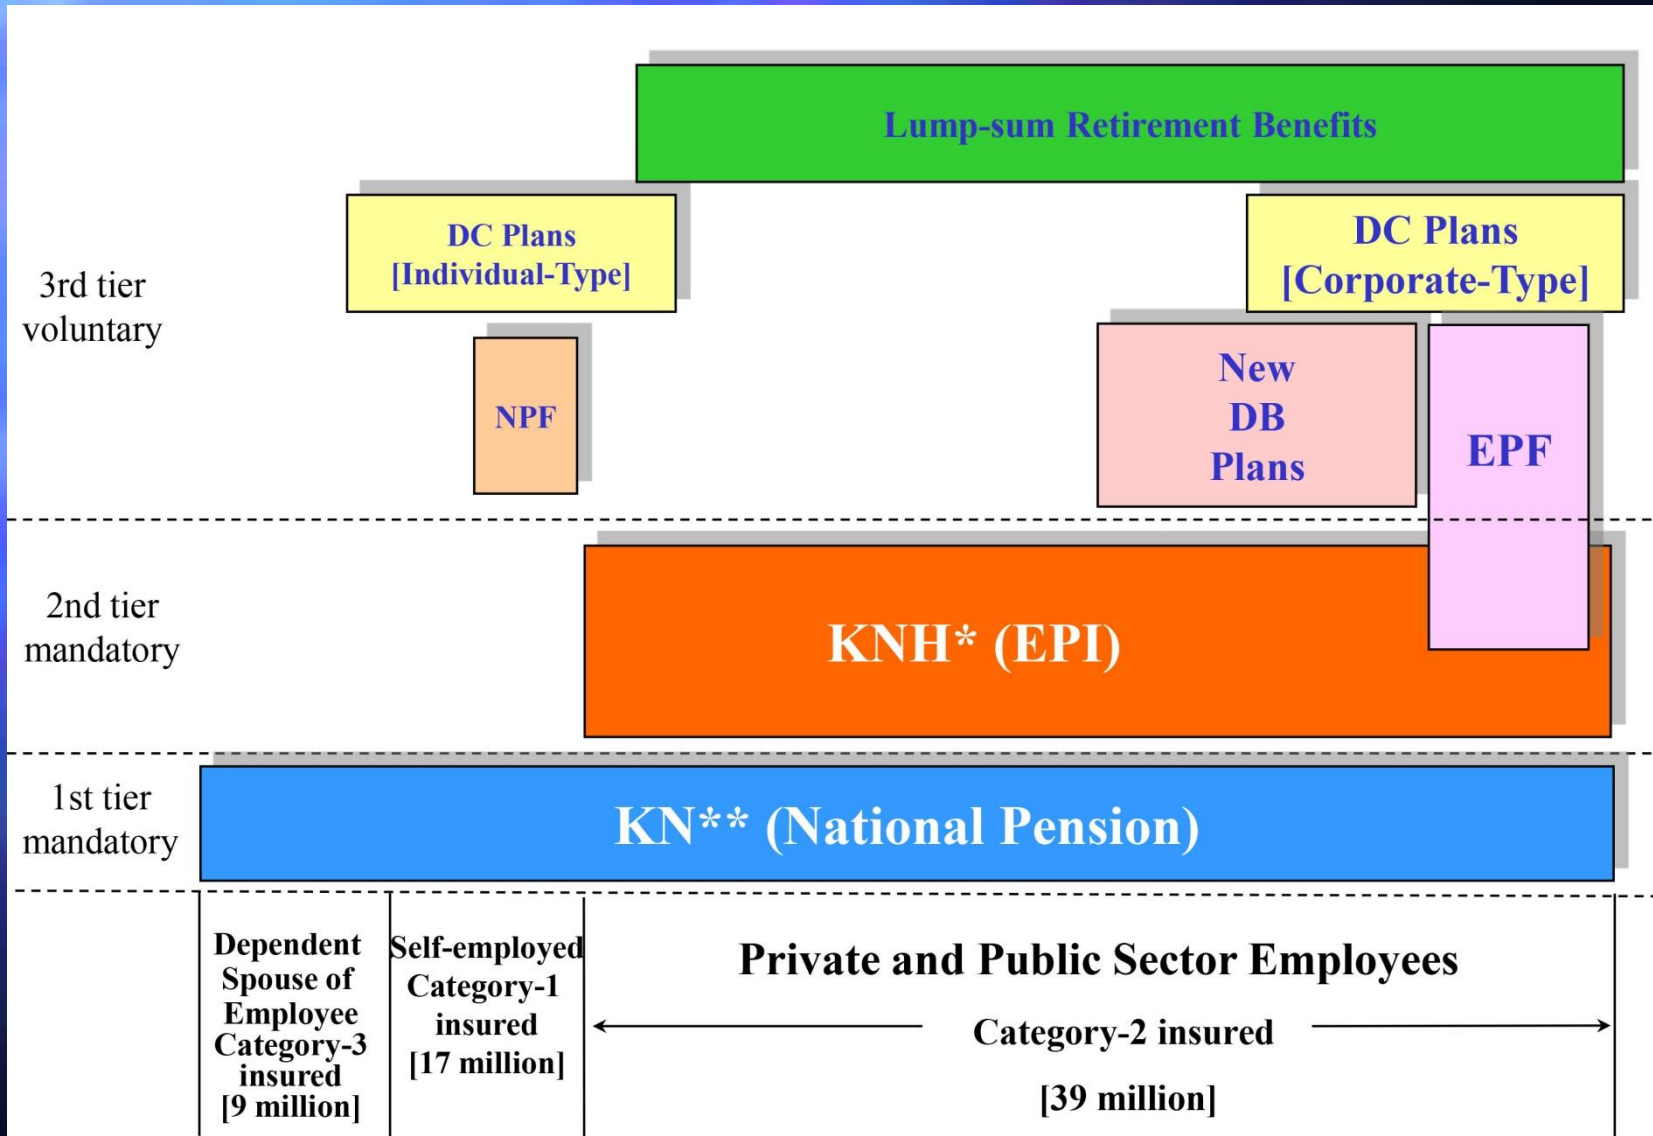 Lump-sum Retirement Benefits
DC Plans
[Individual-Type]
DC Plans
[Corporate-Type]
3rd tier
voluntary
NPF
New
DB
Plans
EPF
2nd tier
mandatory
KNH* (EPI)
1st tier
mandatory
KN** (National Pension)
Dependent
Spouse of
Employee
Category-3
insured
[9 million]
Self-employed
Category-1
insured
[17 million]
Private and Public Sector Employees
Category-2 insured
[39 million]